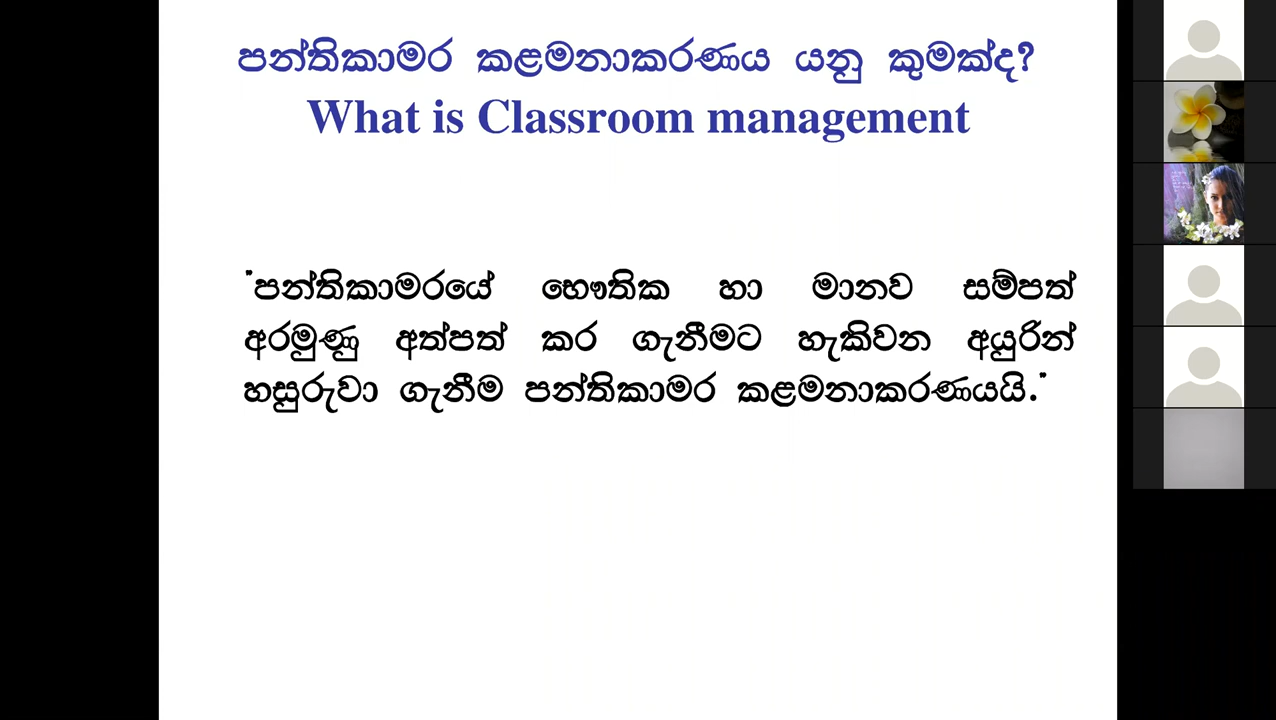 පන්තිකාමර කළමනාකරණය යනු කුමක්ද?
What is Classroom management
"පන්තිකාමරයේ භෞතික හා මානව සම්පත්
අරමුණු අත්පත් කර ගැනීමට හැකිවන අයුරින්
හසුරුවා ගැනීම පන්තිකාමර කළමනාකරණයයි."